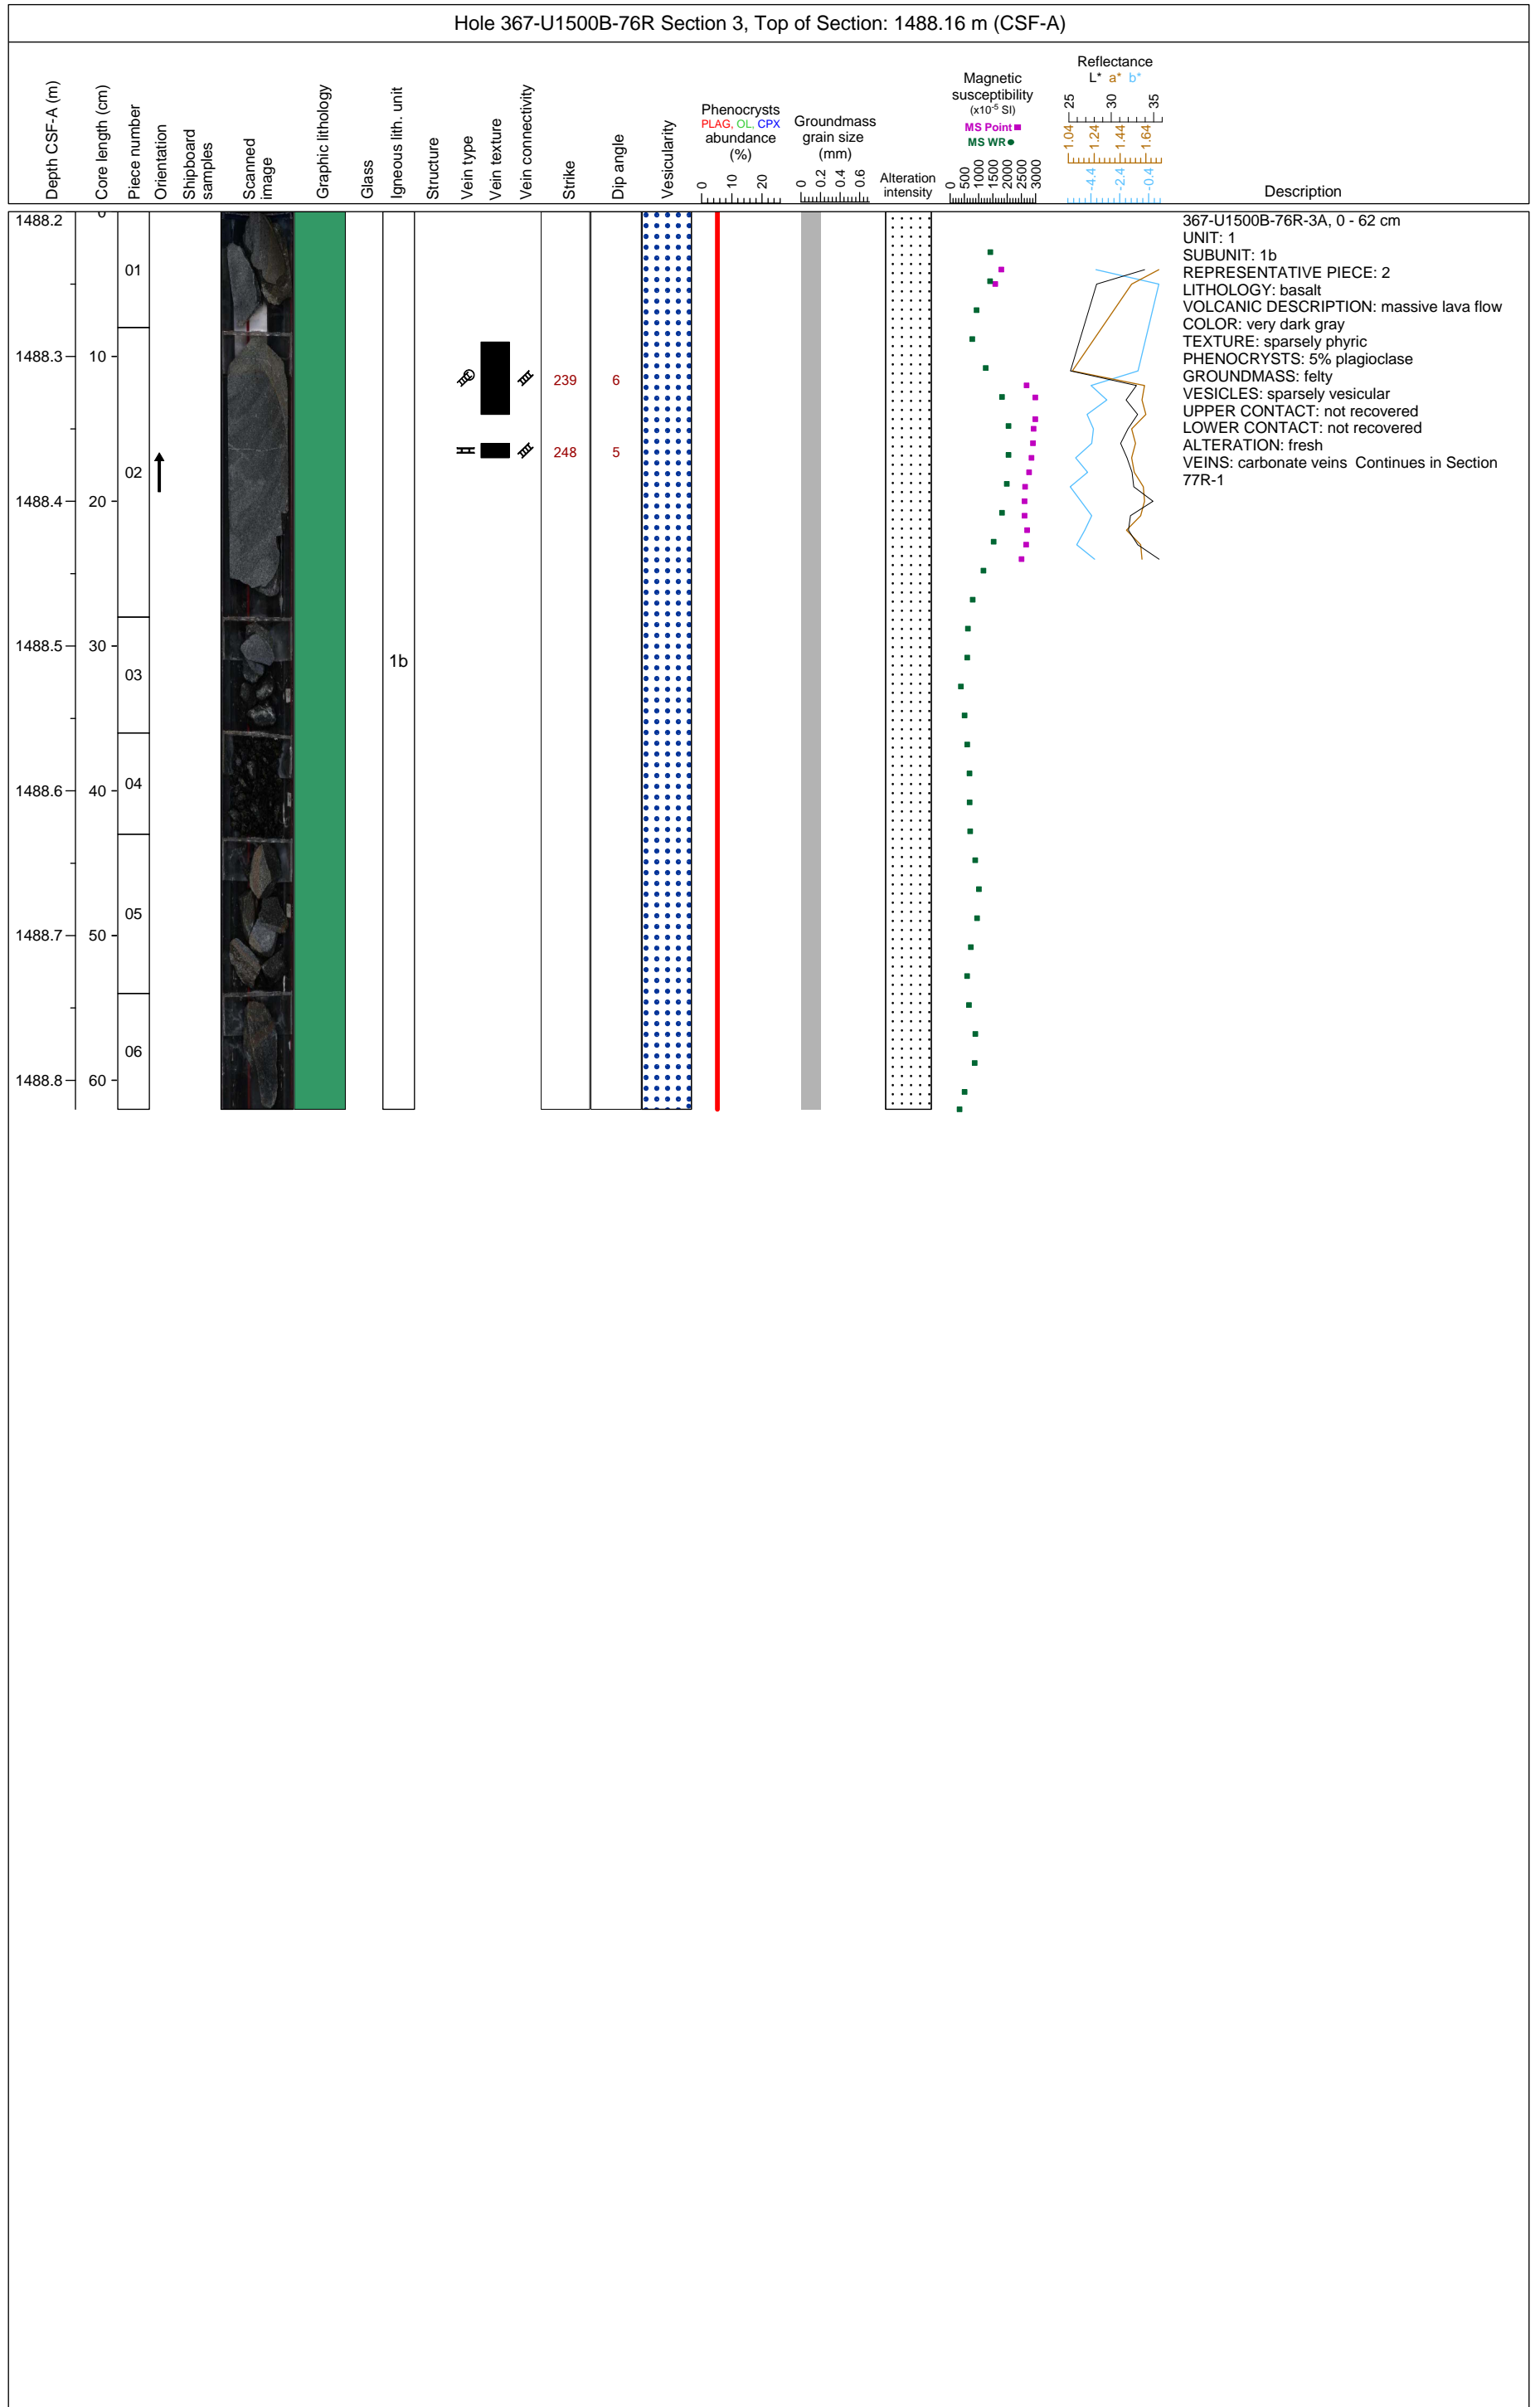 Hole 367-U1500B-76R Section 3, Top of Section: 1488.16 m (CSF-A)
Depth CSF-A (m)
Core length (cm)
Piece number
Orientation
Shipboard
samples
Scanned
image
Graphic lithology
Glass
Igneous lith. unit
Structure
Vein type
Vein texture
Vein connectivity
Strike
Dip angle
Vesicularity
Phenocrysts
PLAG, OL, CPX
abundance
(%)
0 10 20
Groundmass
grain size
(mm)
0 0.2 0.4 0.6
Alteration
intensity
Magnetic
susceptibility
(x10⁻⁵ SI)
MS Point
MS WR
0 500 1000 1500 2000 2500 3000
Reflectance
L* a* b*
25 30 35
1.04 1.24 1.44 1.64
-4.4 -2.4 -0.4
Description
1488.2
1488.3
1488.4
1488.5
1488.6
1488.7
1488.8
0
10
20
30
40
50
60
01
02
03
04
05
06
1b
239 6
248 5
367-U1500B-76R-3A, 0 - 62 cm
UNIT: 1
SUBUNIT: 1b
REPRESENTATIVE PIECE: 2
LITHOLOGY: basalt
VOLCANIC DESCRIPTION: massive lava flow
COLOR: very dark gray
TEXTURE: sparsely phyric
PHENOCRYSTS: 5% plagioclase
GROUNDMASS: felty
VESICLES: sparsely vesicular
UPPER CONTACT: not recovered
LOWER CONTACT: not recovered
ALTERATION: fresh
VEINS: carbonate veins Continues in Section
77R-1